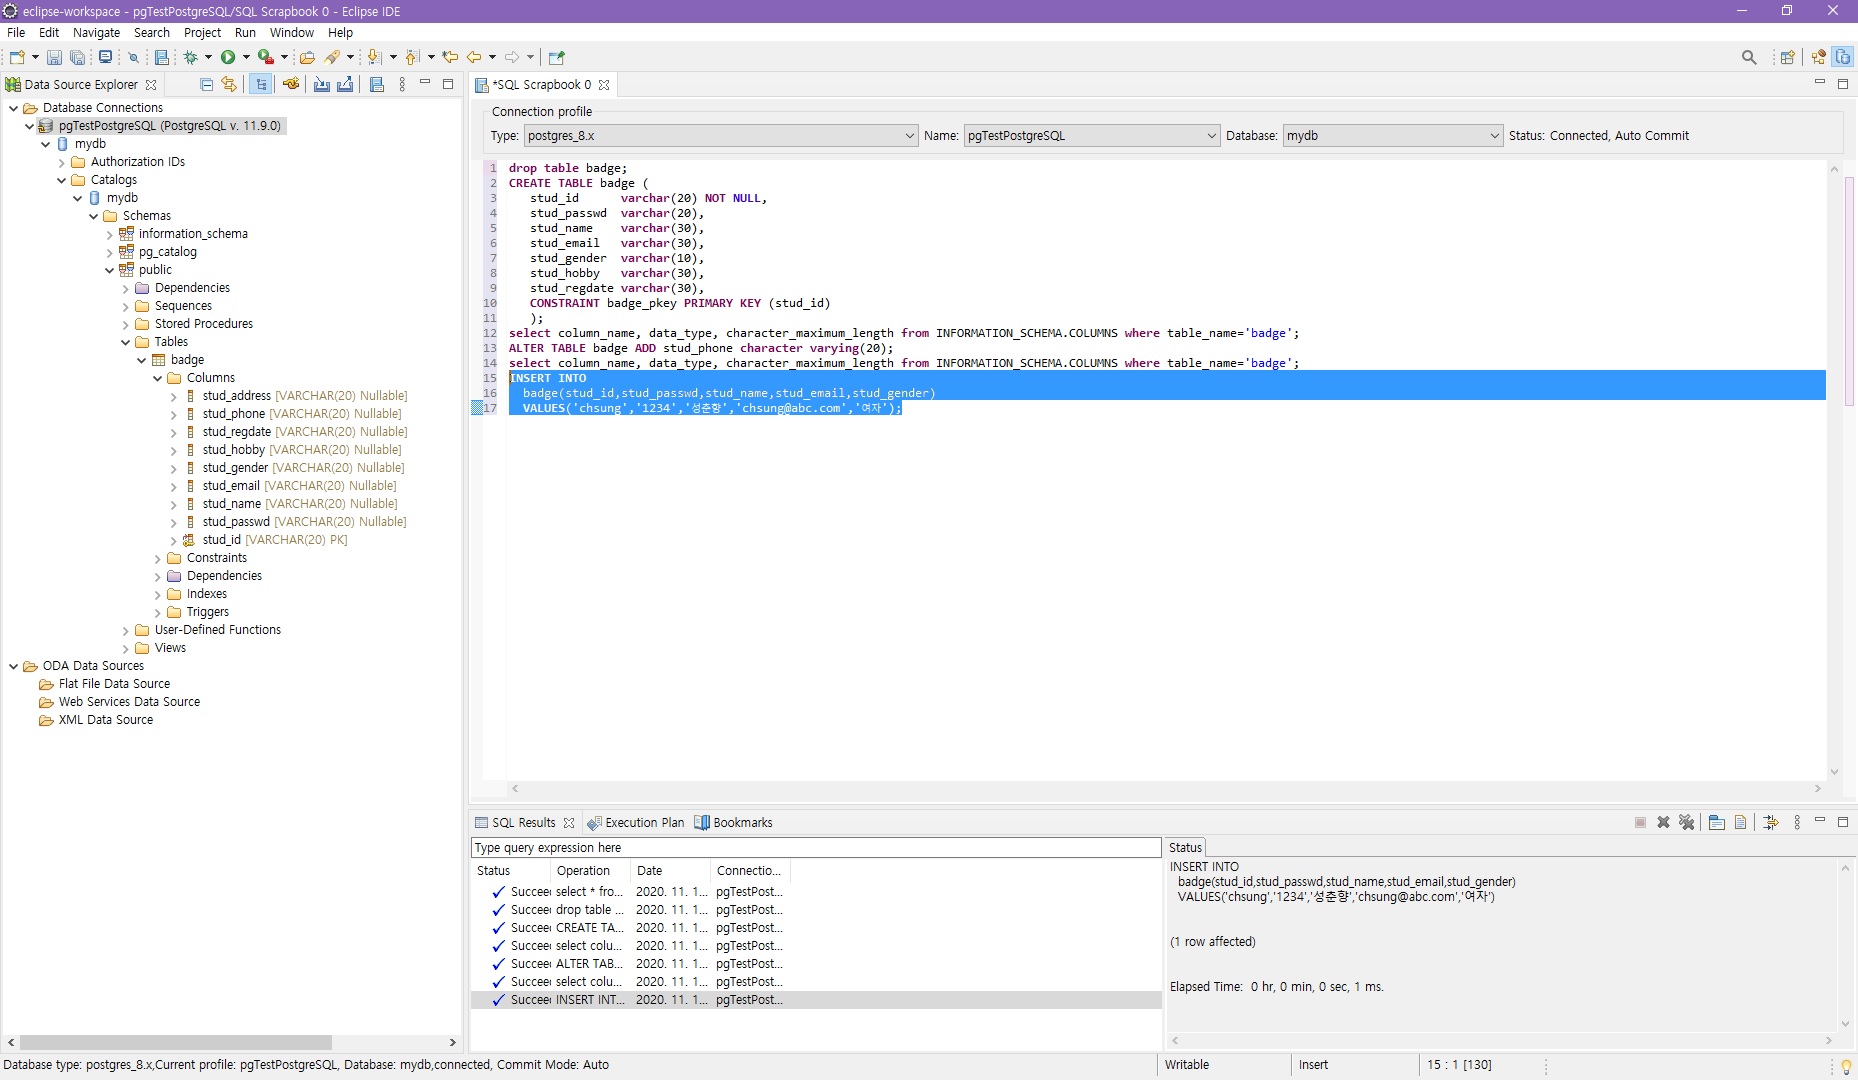 eclipse-workspace - pgTestPostgreSQL/SQL Scrapbook 0 - Eclipse IDE
File Edit Navigate Search Project Run Window Help
Data Source Explorer
Database Connections
pgTestPostgreSQL (PostgreSQL v. 11.9.0)
mydb
Authorization IDs
Catalogs
mydb
Schemas
information_schema
pg_catalog
public
Dependencies
Sequences
Stored Procedures
Tables
badge
Columns
stud_address [VARCHAR(20) Nullable]
stud_phone [VARCHAR(20) Nullable]
stud_regdate [VARCHAR(20) Nullable]
stud_hobby [VARCHAR(20) Nullable]
stud_gender [VARCHAR(20) Nullable]
stud_email [VARCHAR(20) Nullable]
stud_name [VARCHAR(20) Nullable]
stud_passwd [VARCHAR(20) Nullable]
stud_id [VARCHAR(20) PK]
Constraints
Dependencies
Indexes
Triggers
User-Defined Functions
Views
ODA Data Sources
Flat File Data Source
Web Services Data Source
XML Data Source
*SQL Scrapbook 0
Connection profile
Type: postgres_8.x Name: pgTestPostgreSQL Database: mydb Status: Connected, Auto Commit
1 drop table badge;
2 CREATE TABLE badge (
3 stud_id varchar(20) NOT NULL,
4 stud_passwd varchar(20),
5 stud_name varchar(30),
6 stud_email varchar(30),
7 stud_gender varchar(10),
8 stud_hobby varchar(30),
9 stud_regdate varchar(30),
10 CONSTRAINT badge_pkey PRIMARY KEY (stud_id)
11 );
12 select column_name, data_type, character_maximum_length from INFORMATION_SCHEMA.COLUMNS where table_name='badge';
13 ALTER TABLE badge ADD stud_phone character varying(20);
14 select column_name, data_type, character_maximum_length from INFORMATION_SCHEMA.COLUMNS where table_name='badge';
15 INSERT INTO
16 badge(stud_id,stud_passwd,stud_name,stud_email,stud_gender)
17 VALUES('chsung','1234','성춘향','chsung@abc.com','여자');
SQL Results Execution Plan Bookmarks
Type query expression here
Status Operation Date Connectio...
Succee select * fro... 2020. 11. 1... pgTestPost...
Succee drop table ... 2020. 11. 1... pgTestPost...
Succee CREATE TA... 2020. 11. 1... pgTestPost...
Succee select colu... 2020. 11. 1... pgTestPost...
Succee ALTER TAB... 2020. 11. 1... pgTestPost...
Succee select colu... 2020. 11. 1... pgTestPost...
Succee INSERT INT... 2020. 11. 1... pgTestPost...
Status
INSERT INTO
badge(stud_id,stud_passwd,stud_name,stud_email,stud_gender)
VALUES('chsung','1234','성춘향','chsung@abc.com','여자')
(1 row affected)
Elapsed Time: 0 hr, 0 min, 0 sec, 1 ms.
Database type: postgres_8.x,Current profile: pgTestPostgreSQL, Database: mydb,connected, Commit Mode: Auto
Writable Insert 15 : 1 [130]